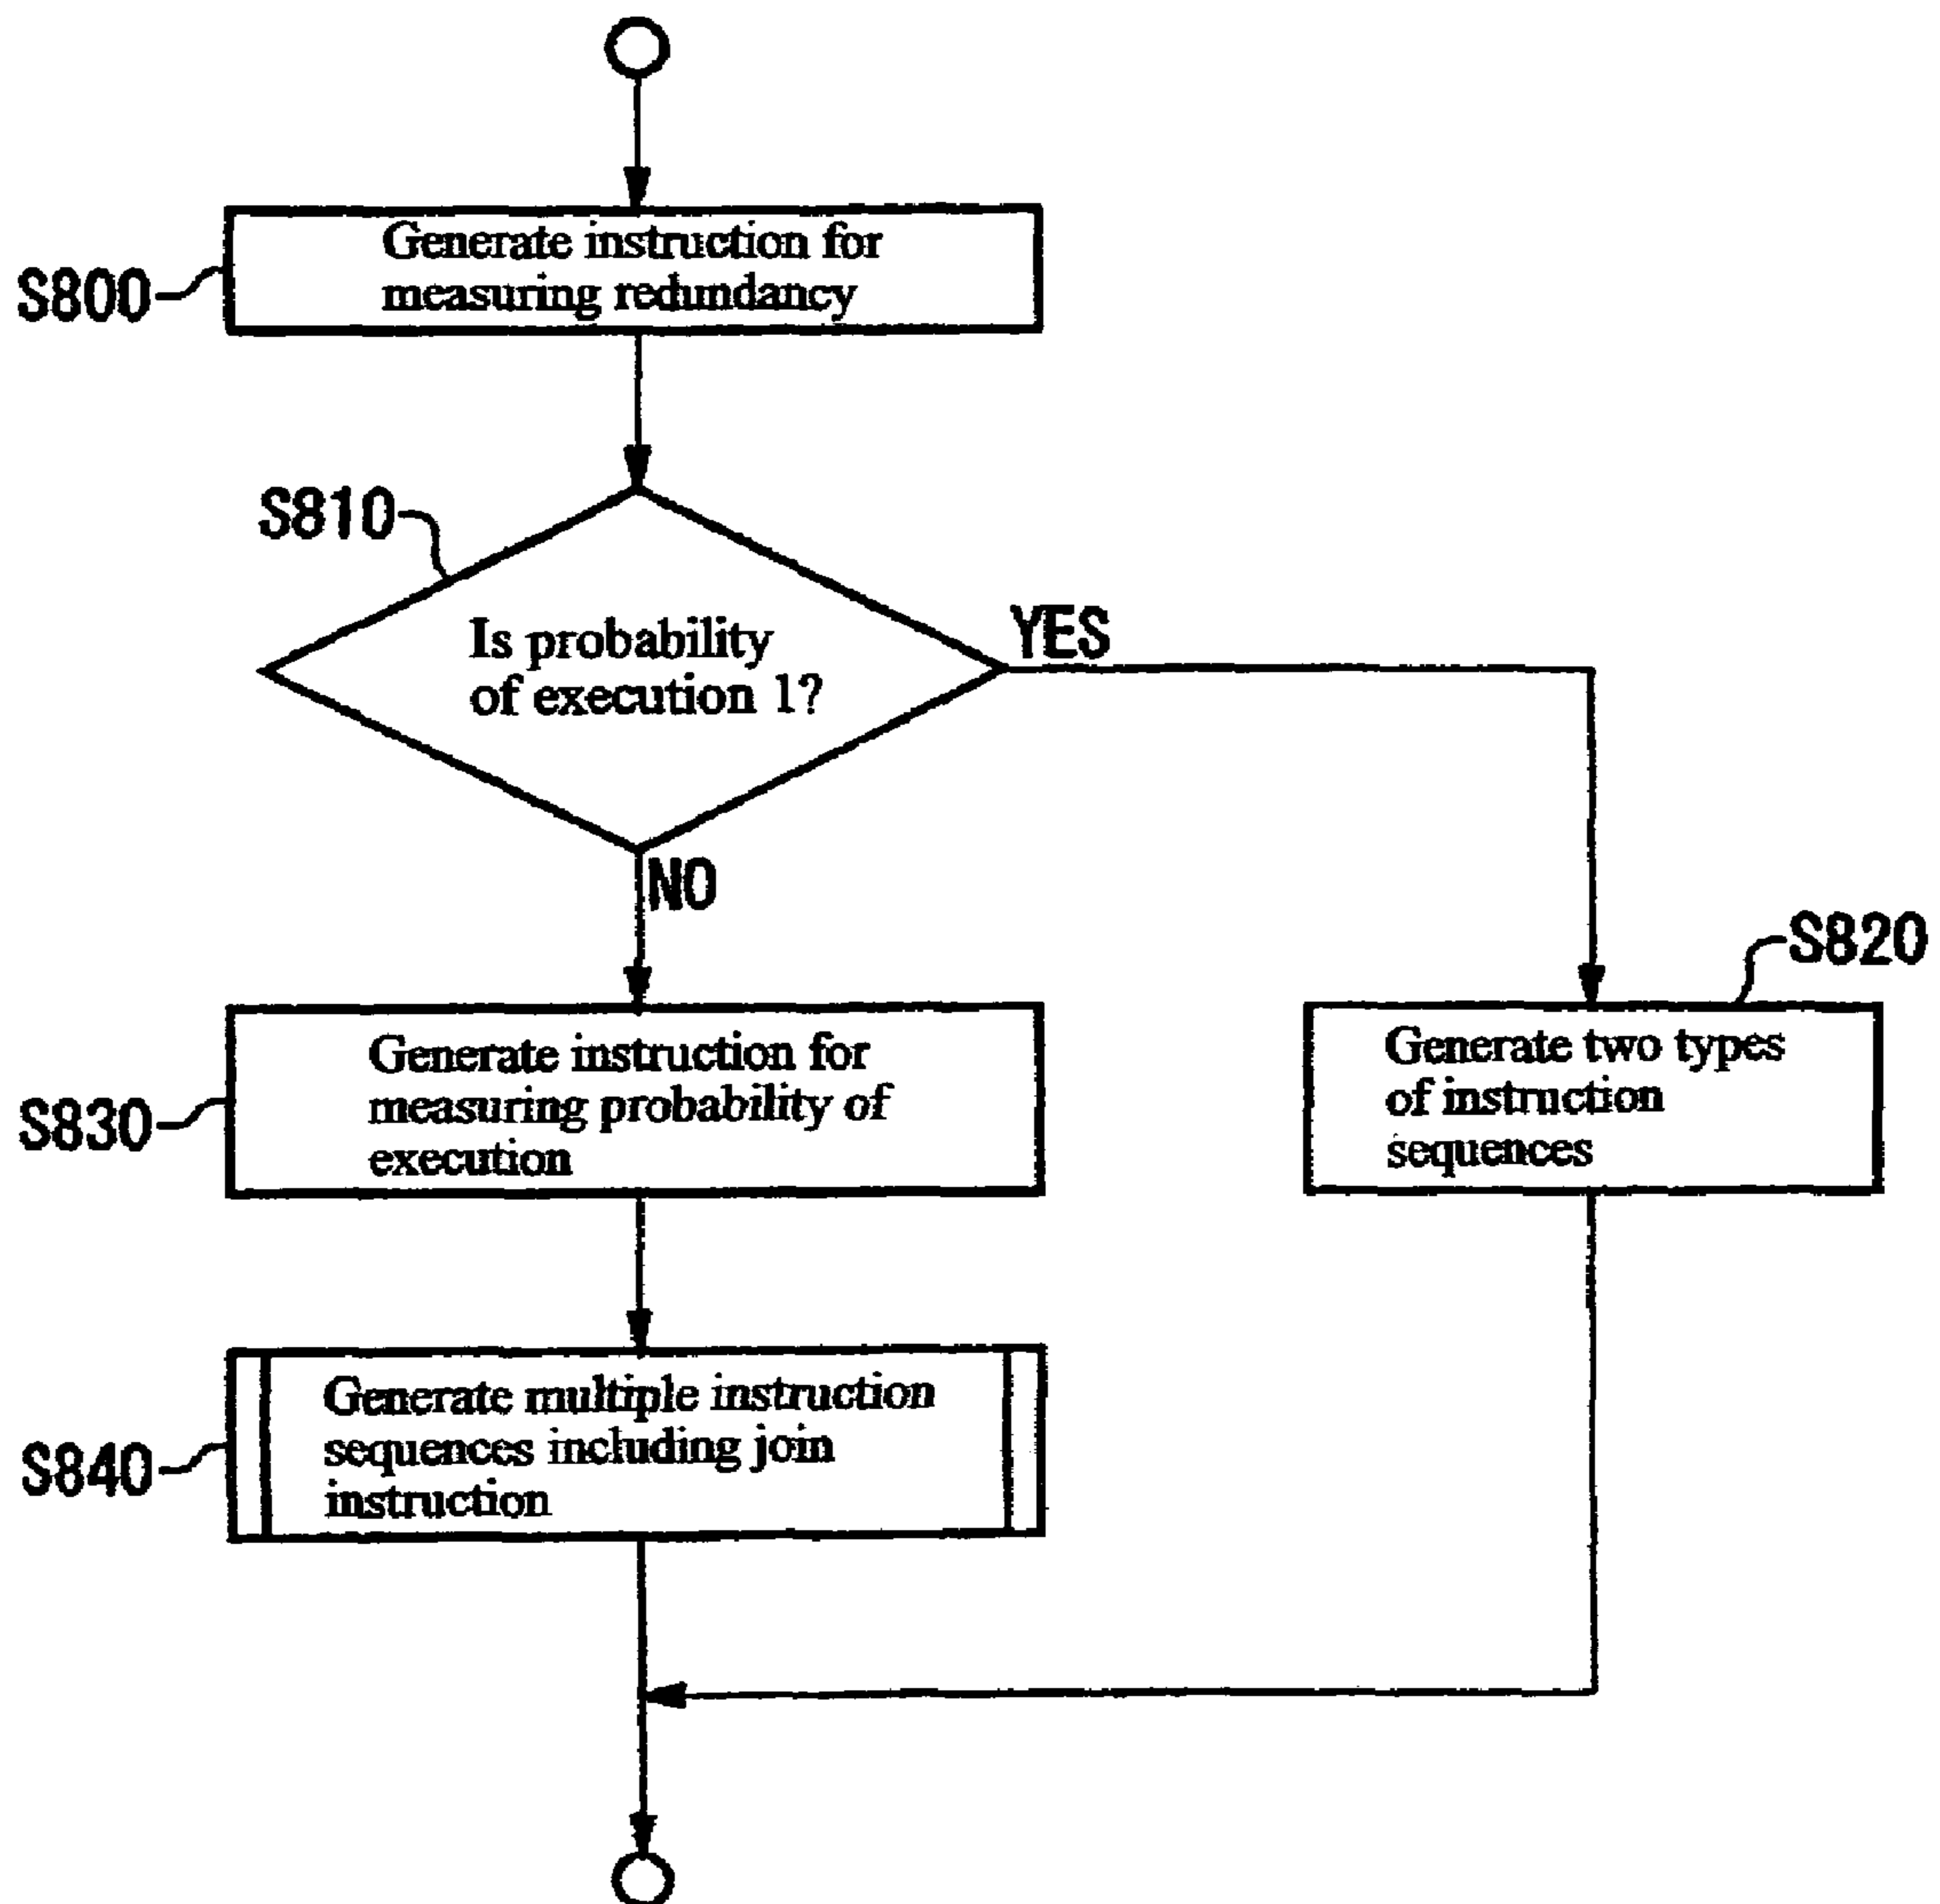 Generate instruction for
measuring redundancy
S800
S810
Is probability
of execution 1?
YES
NO
S820
Generate instruction for
measuring probability of
execution
S830
Generate two types
of instruction
sequences
Generate multiple instruction
sequences including join
instruction
S840